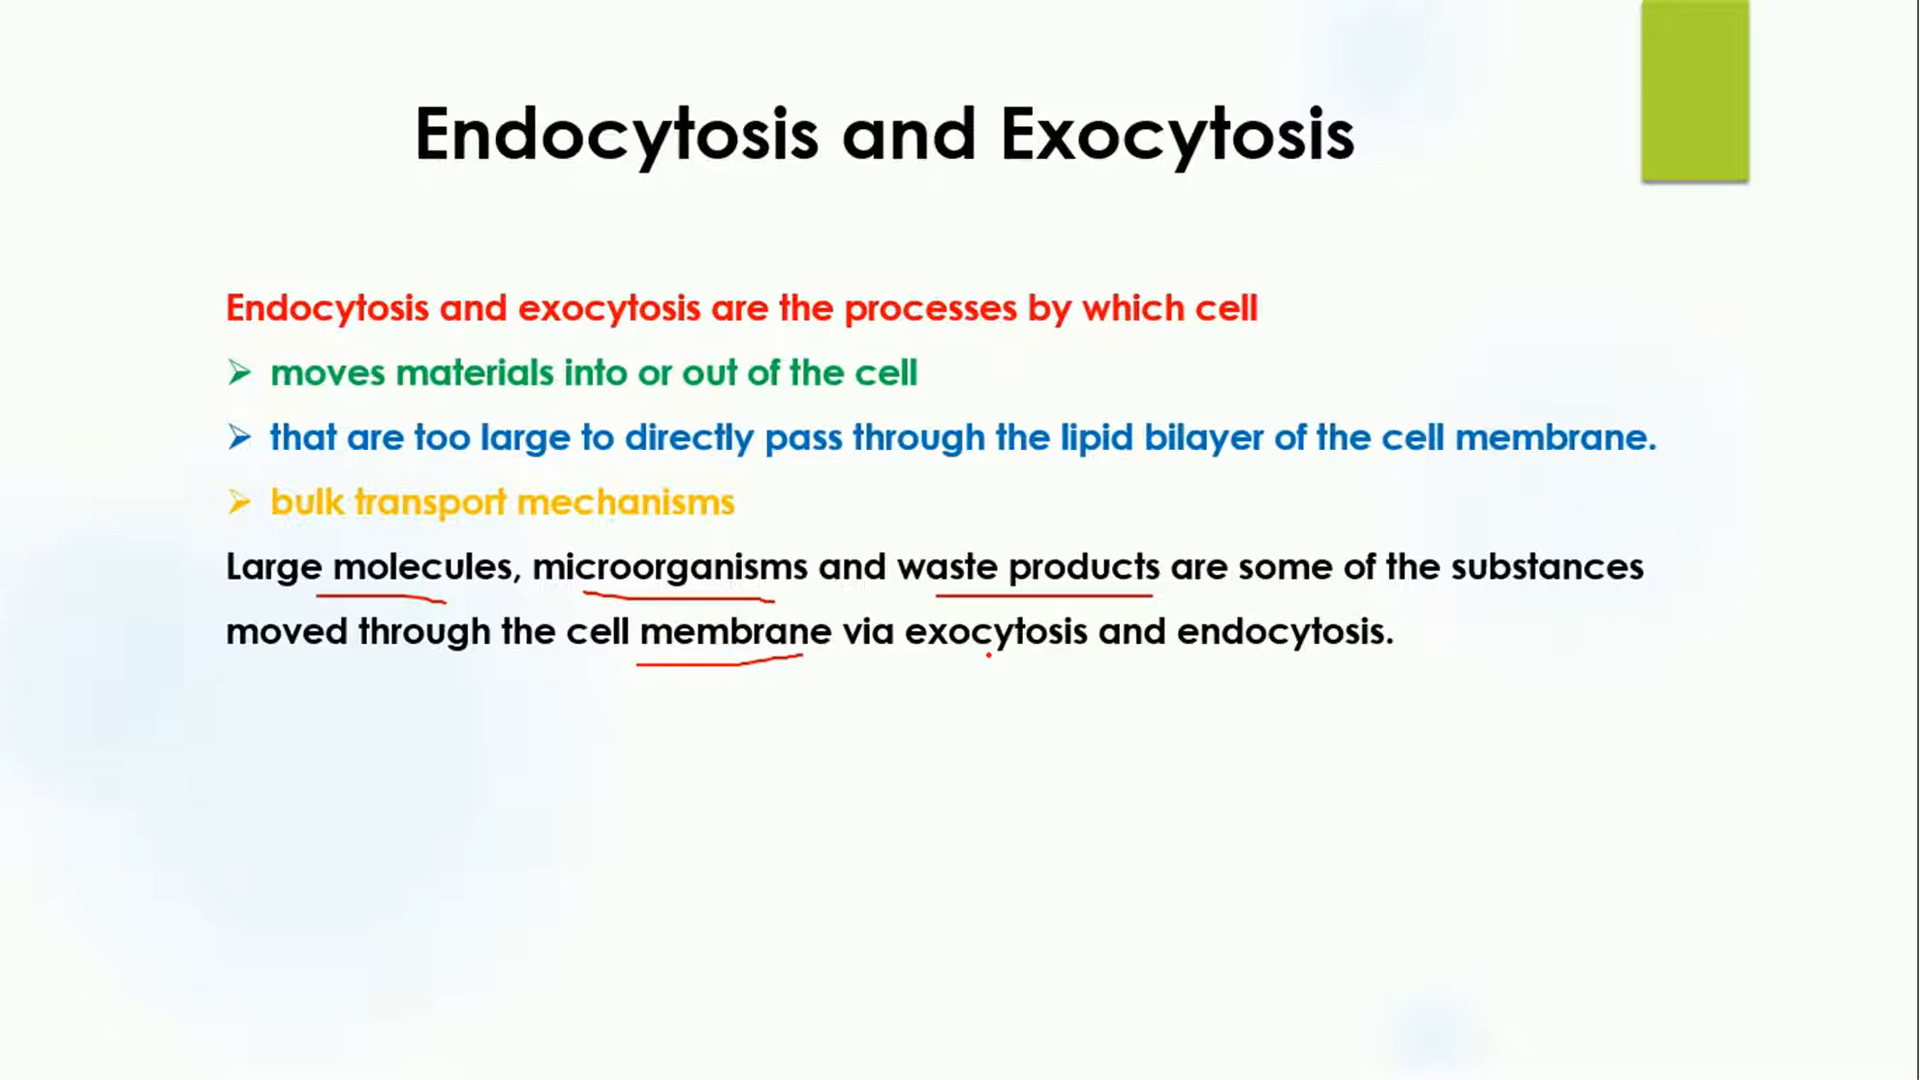 Endocytosis and Exocytosis
Endocytosis and exocytosis are the processes by which cell
➢ moves materials into or out of the cell
➢ that are too large to directly pass through the lipid bilayer of the cell membrane.
➢ bulk transport mechanisms
Large molecules, microorganisms and waste products are some of the substances
moved through the cell membrane via exocytosis and endocytosis.